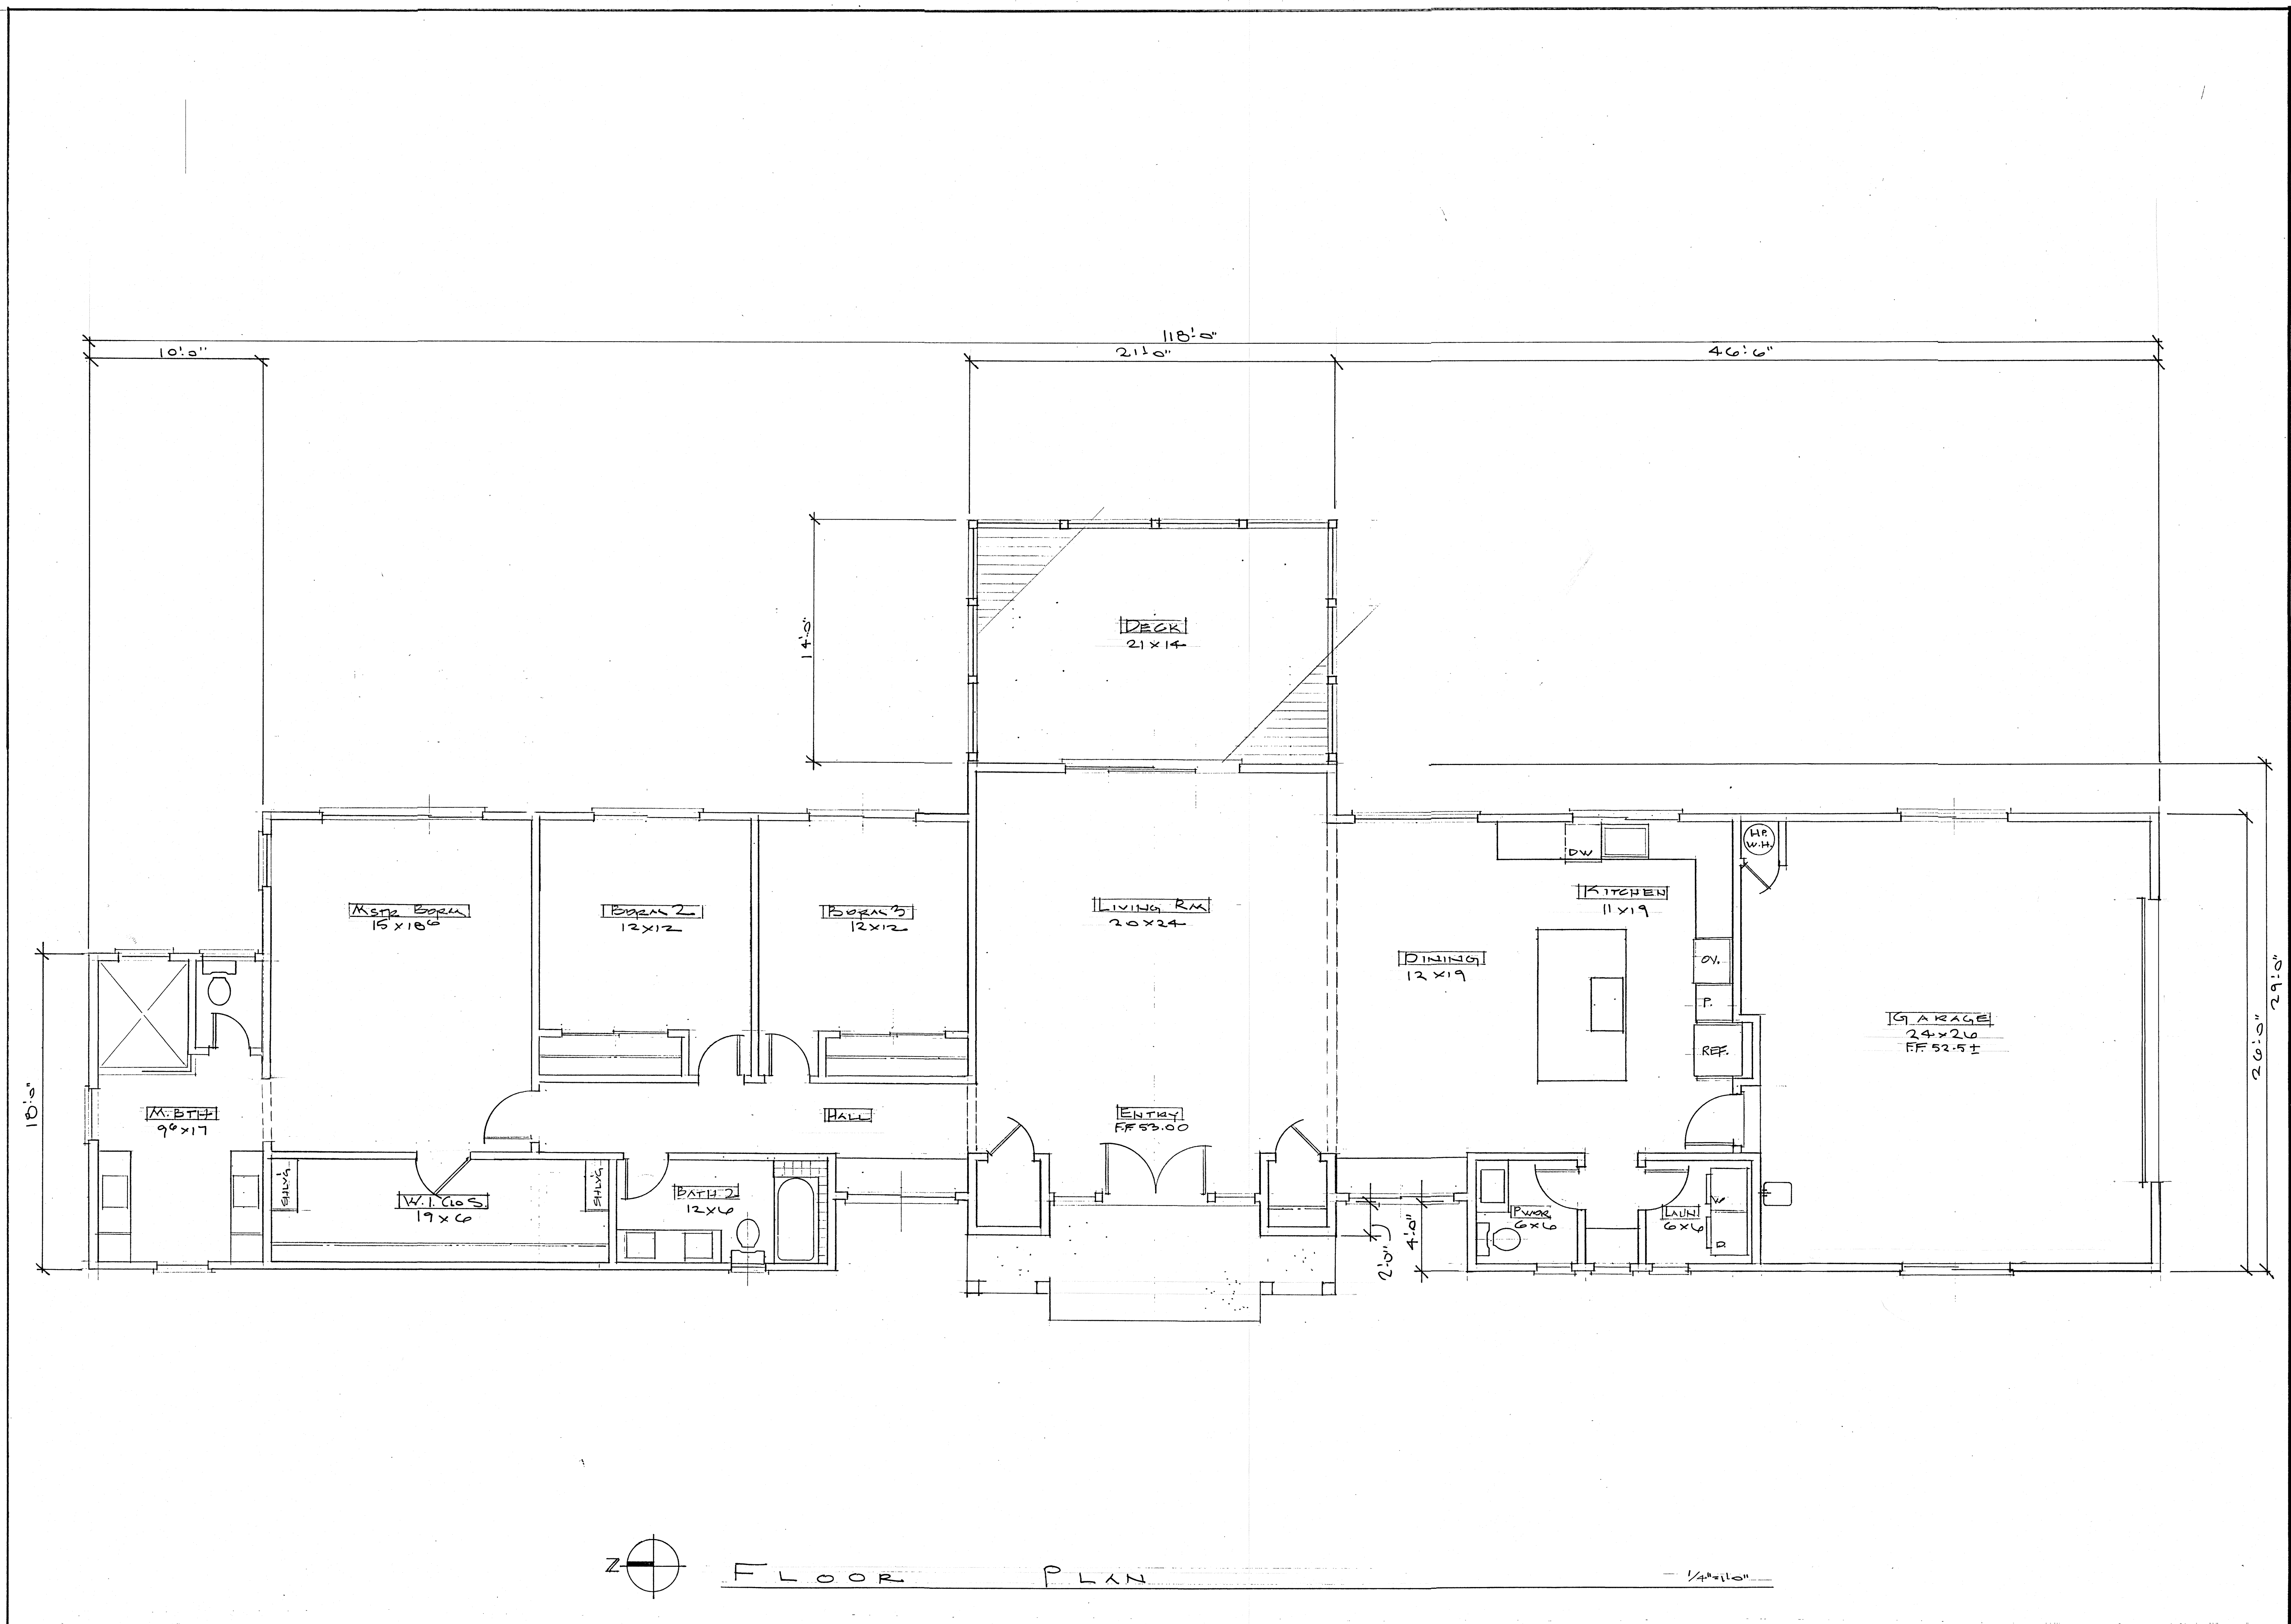 118'-0"
10'-0"
21'-0"
46'-6"
14'-0"
DECK
21 x 14
MSTR BDRM
15 x 18⁶
BDRM 2
12 x 12
BDRM 3
12 x 12
LIVING RM
20 x 24
DW
KITCHEN
11 x 19
DINING
12 x 19
OV.
P.
REF.
H.P.
W.H.
GARAGE
24 x 26
F.F. 52.5 ±
29'-0"
26'-0"
18'-0"
M. BTH
9⁶ x 17
HALL
ENTRY
F.F. 53.00
SHLV'G
W. I. CLOS.
19 x 6
SHLV'G
BATH 2
12 x 6
2'-0"
4'-0"
PWDR
6 x 6
LAUN
6 x 6
W
D
Z
FLOOR PLAN
1/4"=1'-0"